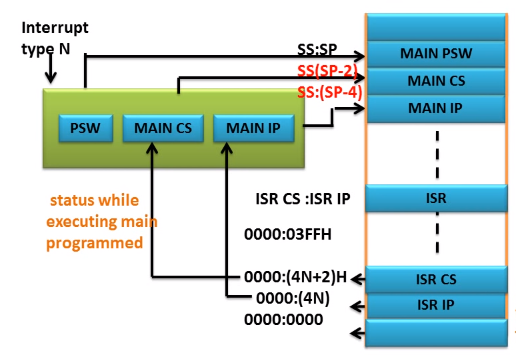 Interrupt
type N
SS:SP
SS(SP-2)
SS:(SP-4)
MAIN PSW
MAIN CS
MAIN IP
PSW
MAIN CS
MAIN IP
status while
executing main
programmed
ISR CS :ISR IP
ISR
0000:03FFH
0000:(4N+2)H
ISR CS
0000:(4N)
ISR IP
0000:0000